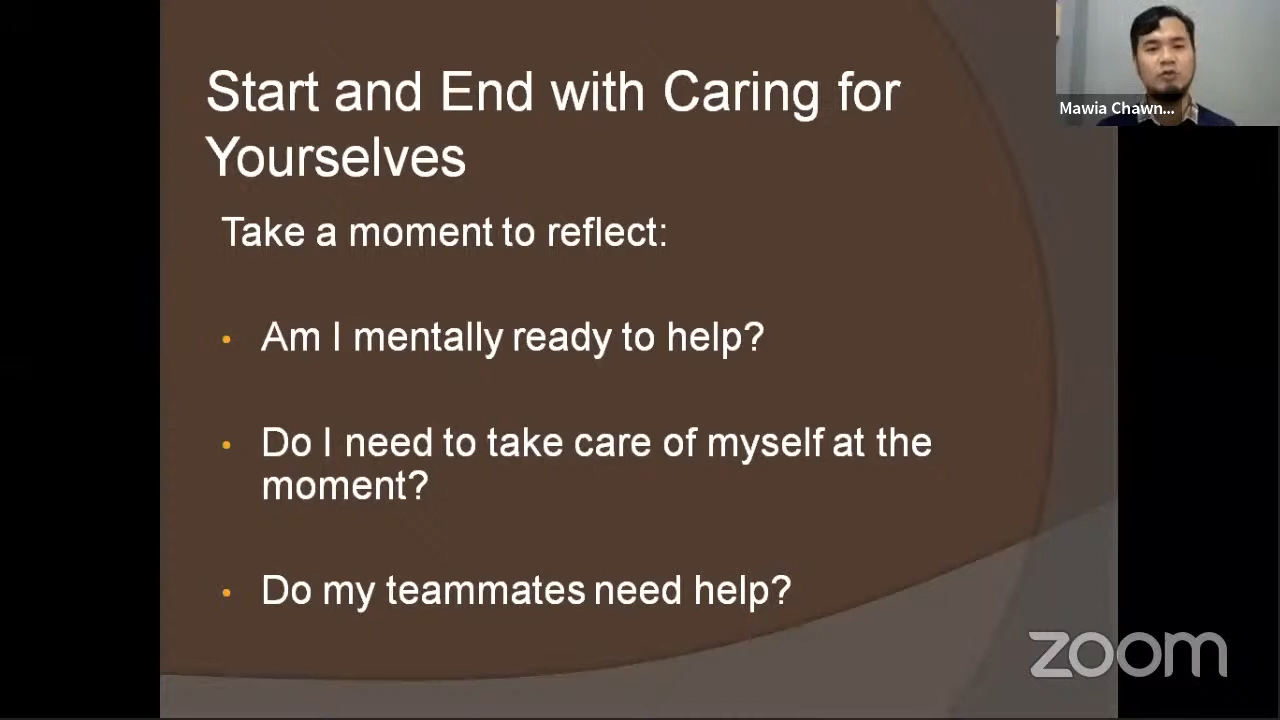 Start and End with Caring for
Yourselves
Take a moment to reflect:
• Am I mentally ready to help?
• Do I need to take care of myself at the
moment?
• Do my teammates need help?
Mawia Chawn...
zoom